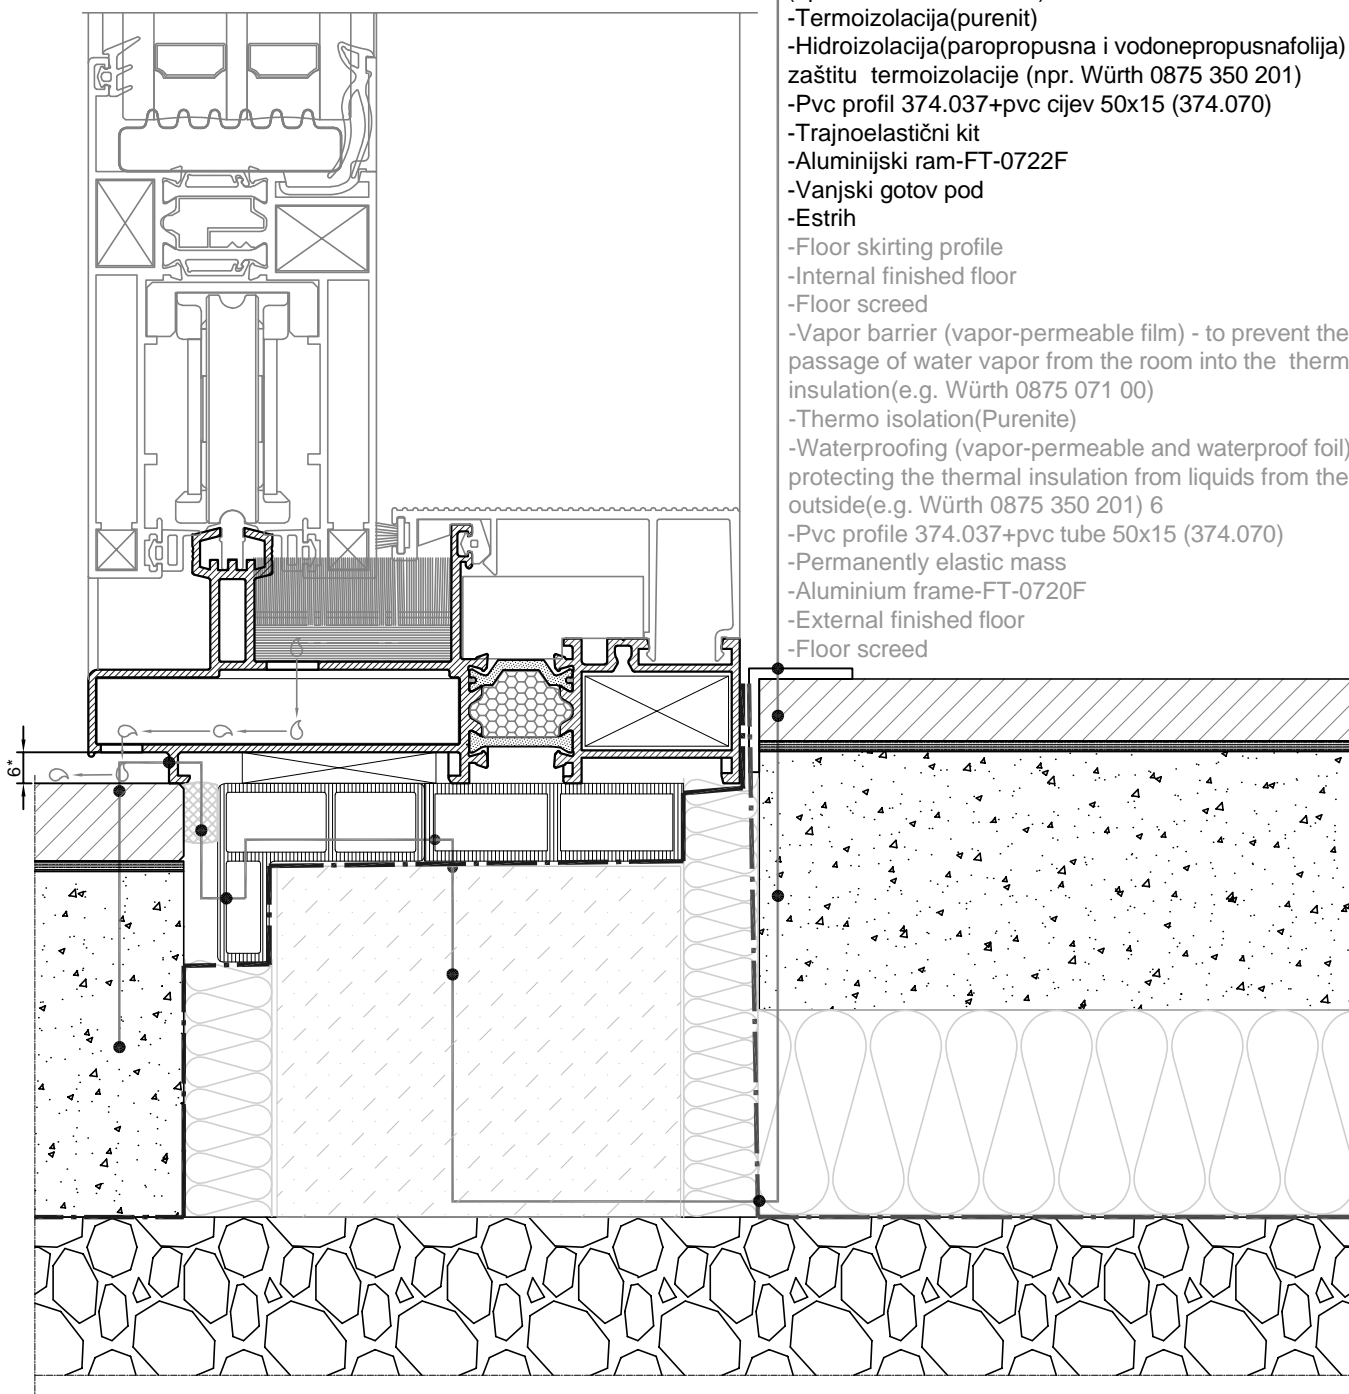 -Termoizolacija(purenit)
-Hidroizolacija(paropropusna i vodonepropusnafolija)
zaštitu termoizolacije (npr. Würth 0875 350 201)
-Pvc profil 374.037+pvc cijev 50x15 (374.070)
-Trajnoelastični kit
-Aluminijski ram-FT-0722F
-Vanjski gotov pod
-Estrih
-Floor skirting profile
-Internal finished floor
-Floor screed
-Vapor barrier (vapor-permeable film) - to prevent the
passage of water vapor from the room into the therm
insulation(e.g. Würth 0875 071 00)
-Thermo isolation(Purenite)
-Waterproofing (vapor-permeable and waterproof foil)
protecting the thermal insulation from liquids from the
outside(e.g. Würth 0875 350 201) 6
-Pvc profile 374.037+pvc tube 50x15 (374.070)
-Permanently elastic mass
-Aluminium frame-FT-0720F
-External finished floor
-Floor screed
6*